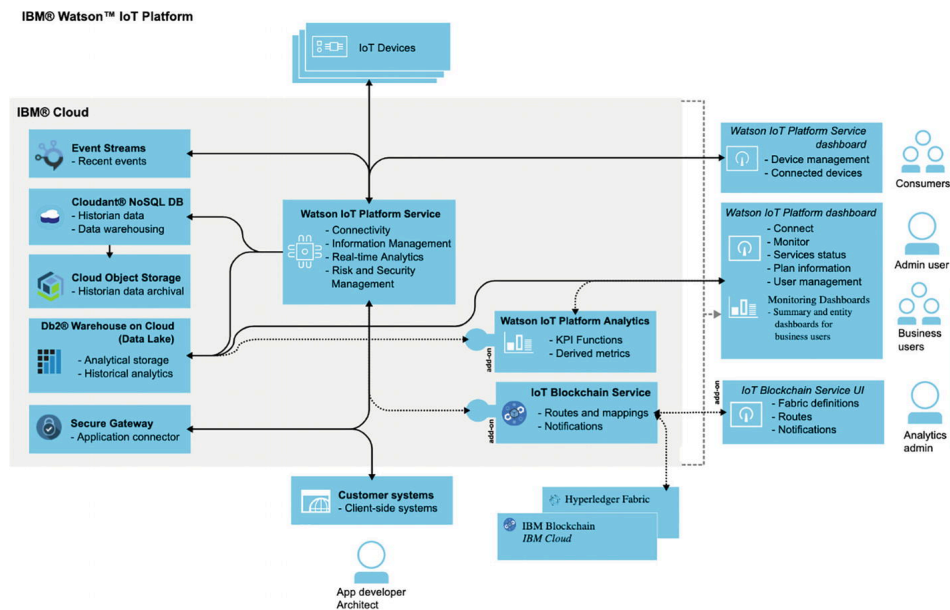 IBM® Watson™ IoT Platform
IoT Devices
IBM® Cloud
Event Streams
- Recent events
Cloudant® NoSQL DB
- Historian data
- Data warehousing
Cloud Object Storage
- Historian data archival
Db2® Warehouse on Cloud
(Data Lake)
- Analytical storage
- Historical analytics
Secure Gateway
- Application connector
Watson IoT Platform Service
- Connectivity
- Information Management
- Real-time Analytics
- Risk and Security
Management
Watson IoT Platform Analytics
- KPI Functions
- Derived metrics
add-on
IoT Blockchain Service
- Routes and mappings
- Notifications
add-on
Customer systems
- Client-side systems
Hyperledger Fabric
IBM Blockchain
IBM Cloud
App developer
Architect
Watson IoT Platform Service
dashboard
- Device management
- Connected devices
Consumers
Watson IoT Platform dashboard
- Connect
- Monitor
- Services status
- Plan information
- User management
Monitoring Dashboards
- Summary and entity
dashboards for
business users
Admin user
Business
users
add-on
IoT Blockchain Service UI
- Fabric definitions
- Routes
- Notifications
Analytics
admin